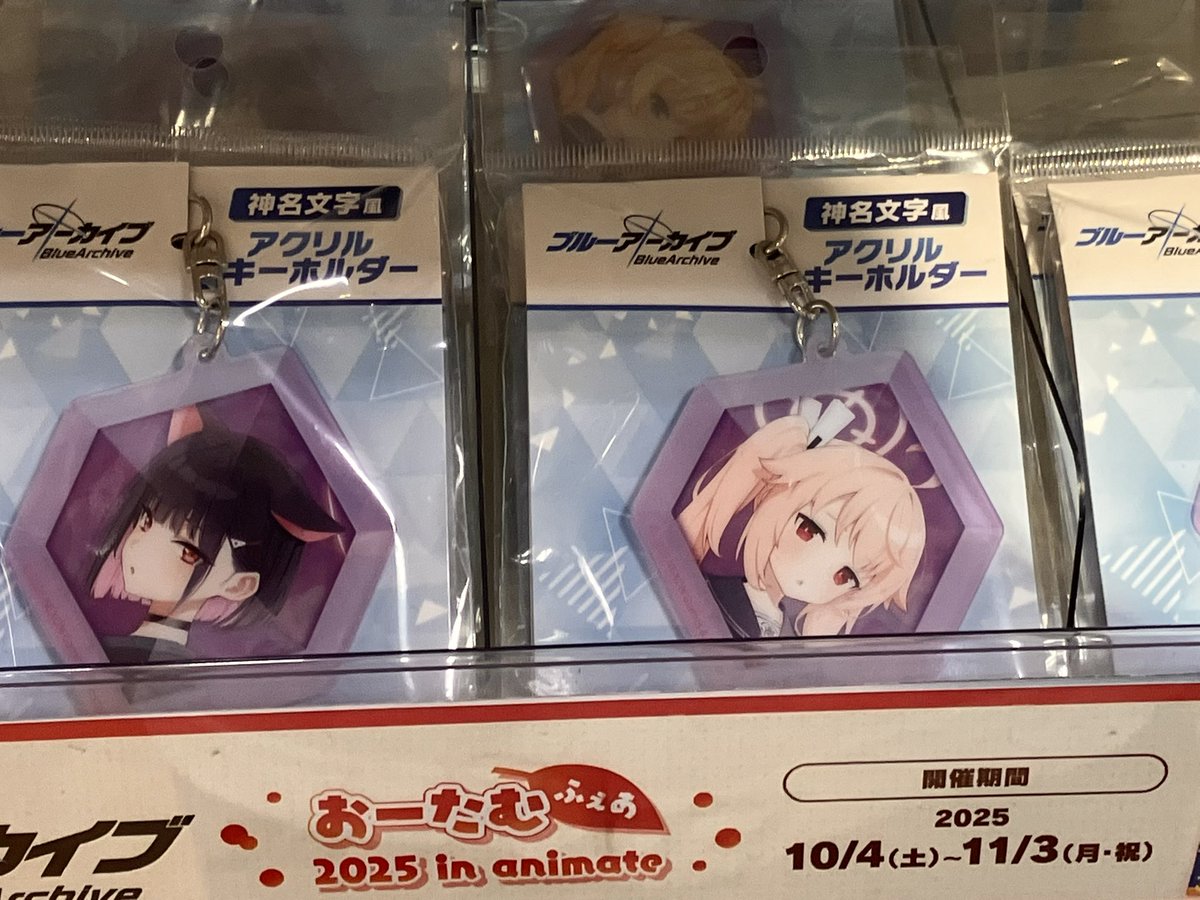 ブルーアーカイブ
BlueArchive
神名文字風
アクリル
キーホルダー
ブルーアーカイブ
BlueArchive
神名文字風
アクリル
キーホルダー
ブルーア
BlueA
カイブ
Archive
おーたむふぇあ
2025 in animate
開催期間
2025
10/4(土)~11/3(月・祝)